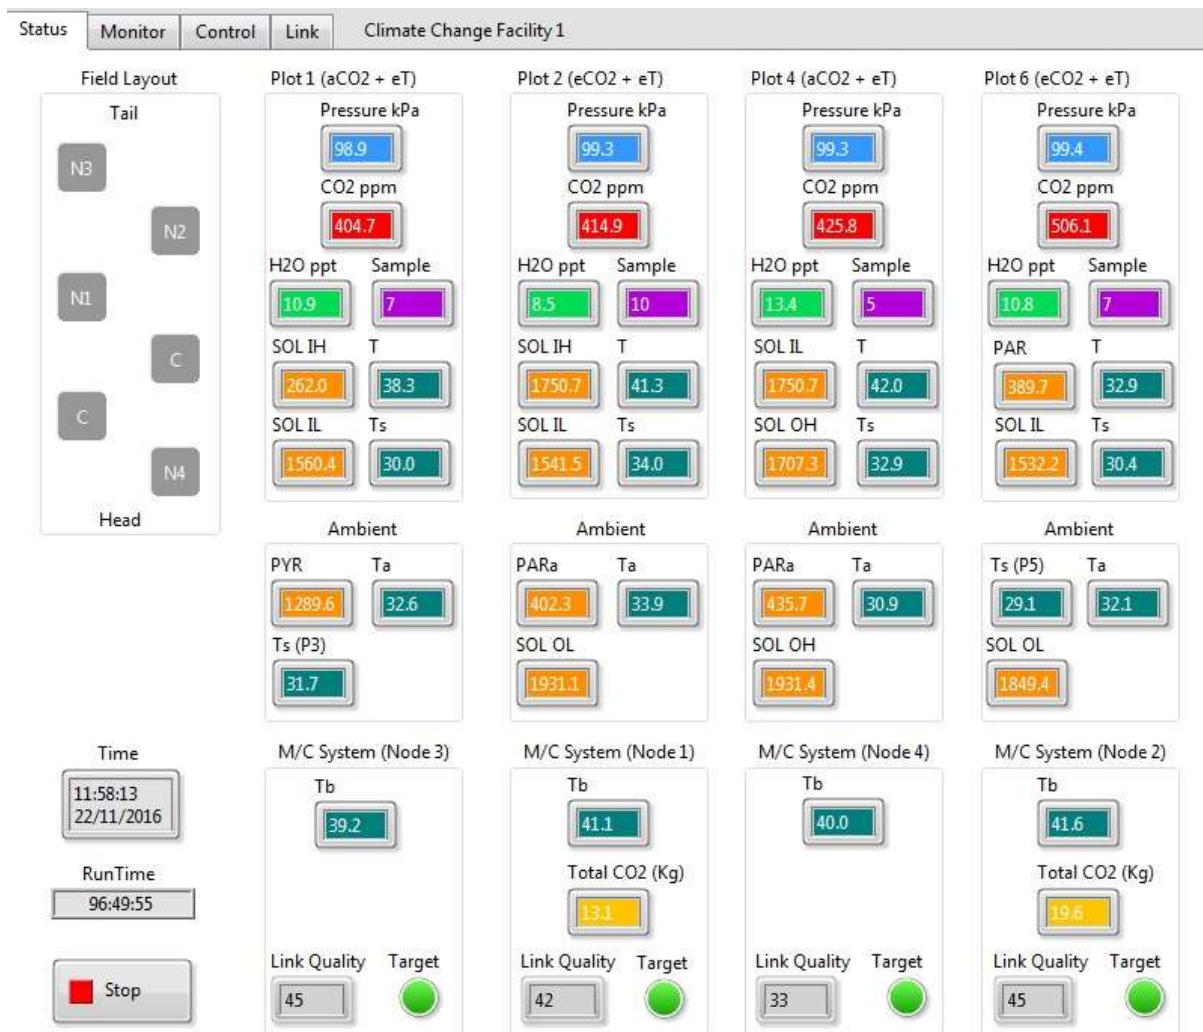 Status Monitor Control Link Climate Change Facility 1
Field Layout
Tail
N3
N2
N1
C
C
N4
Head
Plot 1 (aCO2 + eT)
Pressure kPa
98.9
CO2 ppm
404.7
H2O ppt Sample
10.9 7
SOL IH T
262.0 38.3
SOL IL Ts
1560.4 30.0
Plot 2 (eCO2 + eT)
Pressure kPa
99.3
CO2 ppm
414.9
H2O ppt Sample
8.5 10
SOL IH T
1750.7 41.3
SOL IL Ts
1541.5 34.0
Plot 4 (aCO2 + eT)
Pressure kPa
99.3
CO2 ppm
425.8
H2O ppt Sample
13.4 5
SOL IL T
1750.7 42.0
SOL OH Ts
1707.3 32.9
Plot 6 (eCO2 + eT)
Pressure kPa
99.4
CO2 ppm
506.1
H2O ppt Sample
10.8 7
PAR T
389.7 32.9
SOL IL Ts
1532.2 30.4
Ambient
PYR Ta
1289.6 32.6
Ts (P3)
31.7
Ambient
PARa Ta
402.3 33.9
SOL OL
1931.1
Ambient
PARa Ta
435.7 30.9
SOL OH
1931.4
Ambient
Ts (P5) Ta
29.1 32.1
SOL OL
1849.4
Time
11:58:13
22/11/2016
RunTime
96:49:55
Stop
M/C System (Node 3)
Tb
39.2
Link Quality Target
45
M/C System (Node 1)
Tb
41.1
Total CO2 (Kg)
13.1
Link Quality Target
42
M/C System (Node 4)
Tb
40.0
Link Quality Target
33
M/C System (Node 2)
Tb
41.6
Total CO2 (Kg)
19.6
Link Quality Target
45